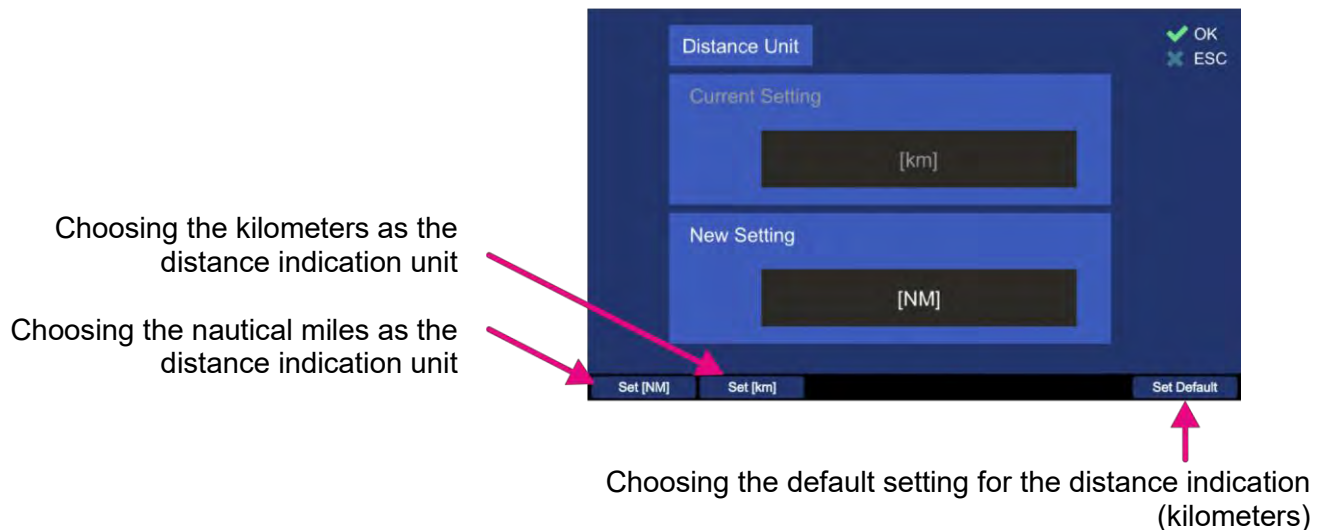 Distance Unit
OK
ESC
Current Setting
[km]
New Setting
[NM]
Choosing the kilometers as the
distance indication unit
Choosing the nautical miles as the
distance indication unit
Set [NM]
Set [km]
Set Default
Choosing the default setting for the distance indication
(kilometers)